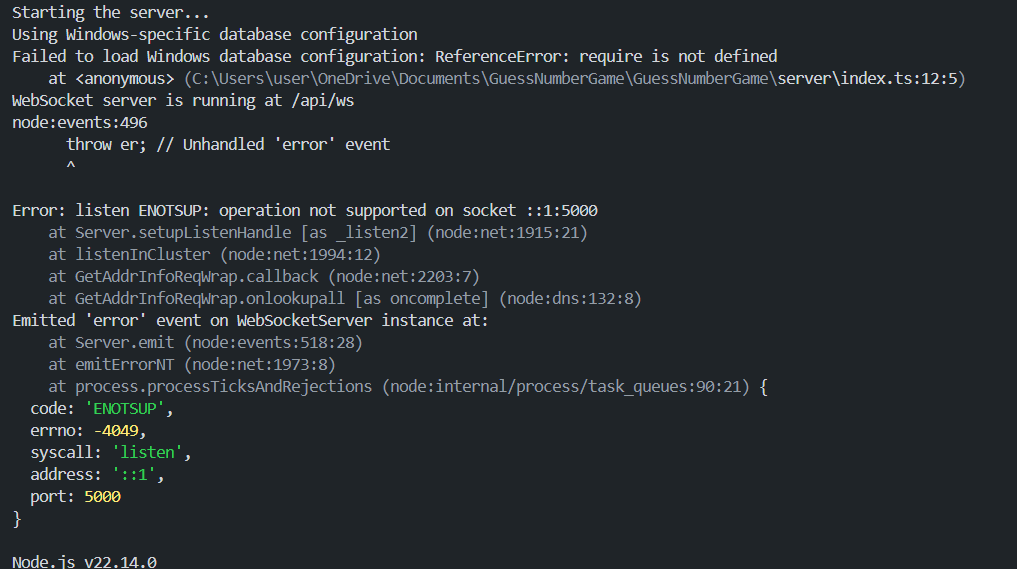 Starting the server...
Using Windows-specific database configuration
Failed to load Windows database configuration: ReferenceError: require is not defined
    at <anonymous> (C:\Users\user\OneDrive\Documents\GuessNumberGame\GuessNumberGame\server\index.ts:12:5)
WebSocket server is running at /api/ws
node:events:496
      throw er; // Unhandled 'error' event
      ^

Error: listen ENOTSUP: operation not supported on socket ::1:5000
    at Server.setupListenHandle [as _listen2] (node:net:1915:21)
    at listenInCluster (node:net:1994:12)
    at GetAddrInfoReqWrap.callback (node:net:2203:7)
    at GetAddrInfoReqWrap.onlookupall [as oncomplete] (node:dns:132:8)
Emitted 'error' event on WebSocketServer instance at:
    at Server.emit (node:events:518:28)
    at emitErrorNT (node:net:1973:8)
    at process.processTicksAndRejections (node:internal/process/task_queues:90:21) {
  code: 'ENOTSUP',
  errno: -4049,
  syscall: 'listen',
  address: '::1',
  port: 5000
}

Node.js v22.14.0